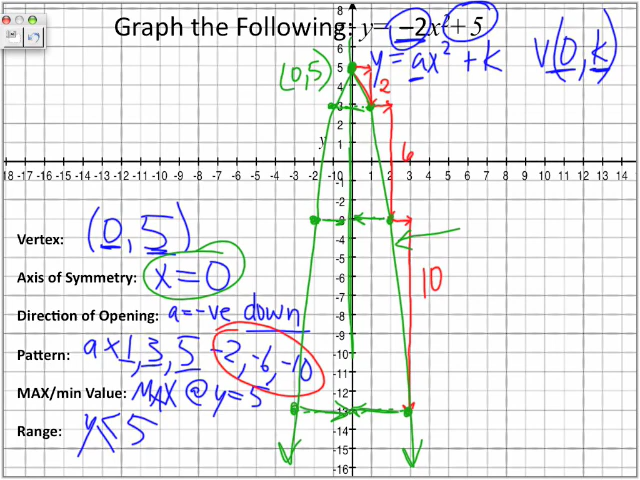 Graph the Following: y = -2x² + 5
y = ax² + k
V(0, k)
(0,5)
2
6
10
y
8
7
6
5
4
3
2
1
-1
-2
-3
-4
-5
-6
-7
-8
-9
-10
-11
-12
-13
-14
-15
-16
18 -17 -16 -15 -14 -13 -12 -11 -10 -9 -8 -7 -6 -5 -4 -3 -2 -1 1 2 3 4 5 6 7 8 9 10 11 12 13 14
Vertex: (0, 5)
Axis of Symmetry: x = 0
Direction of Opening: a = -ve down
Pattern: a × 1, 3, 5 -2, -6, -10
MAX/min Value: MAX @ y = 5
Range: y ≤ 5